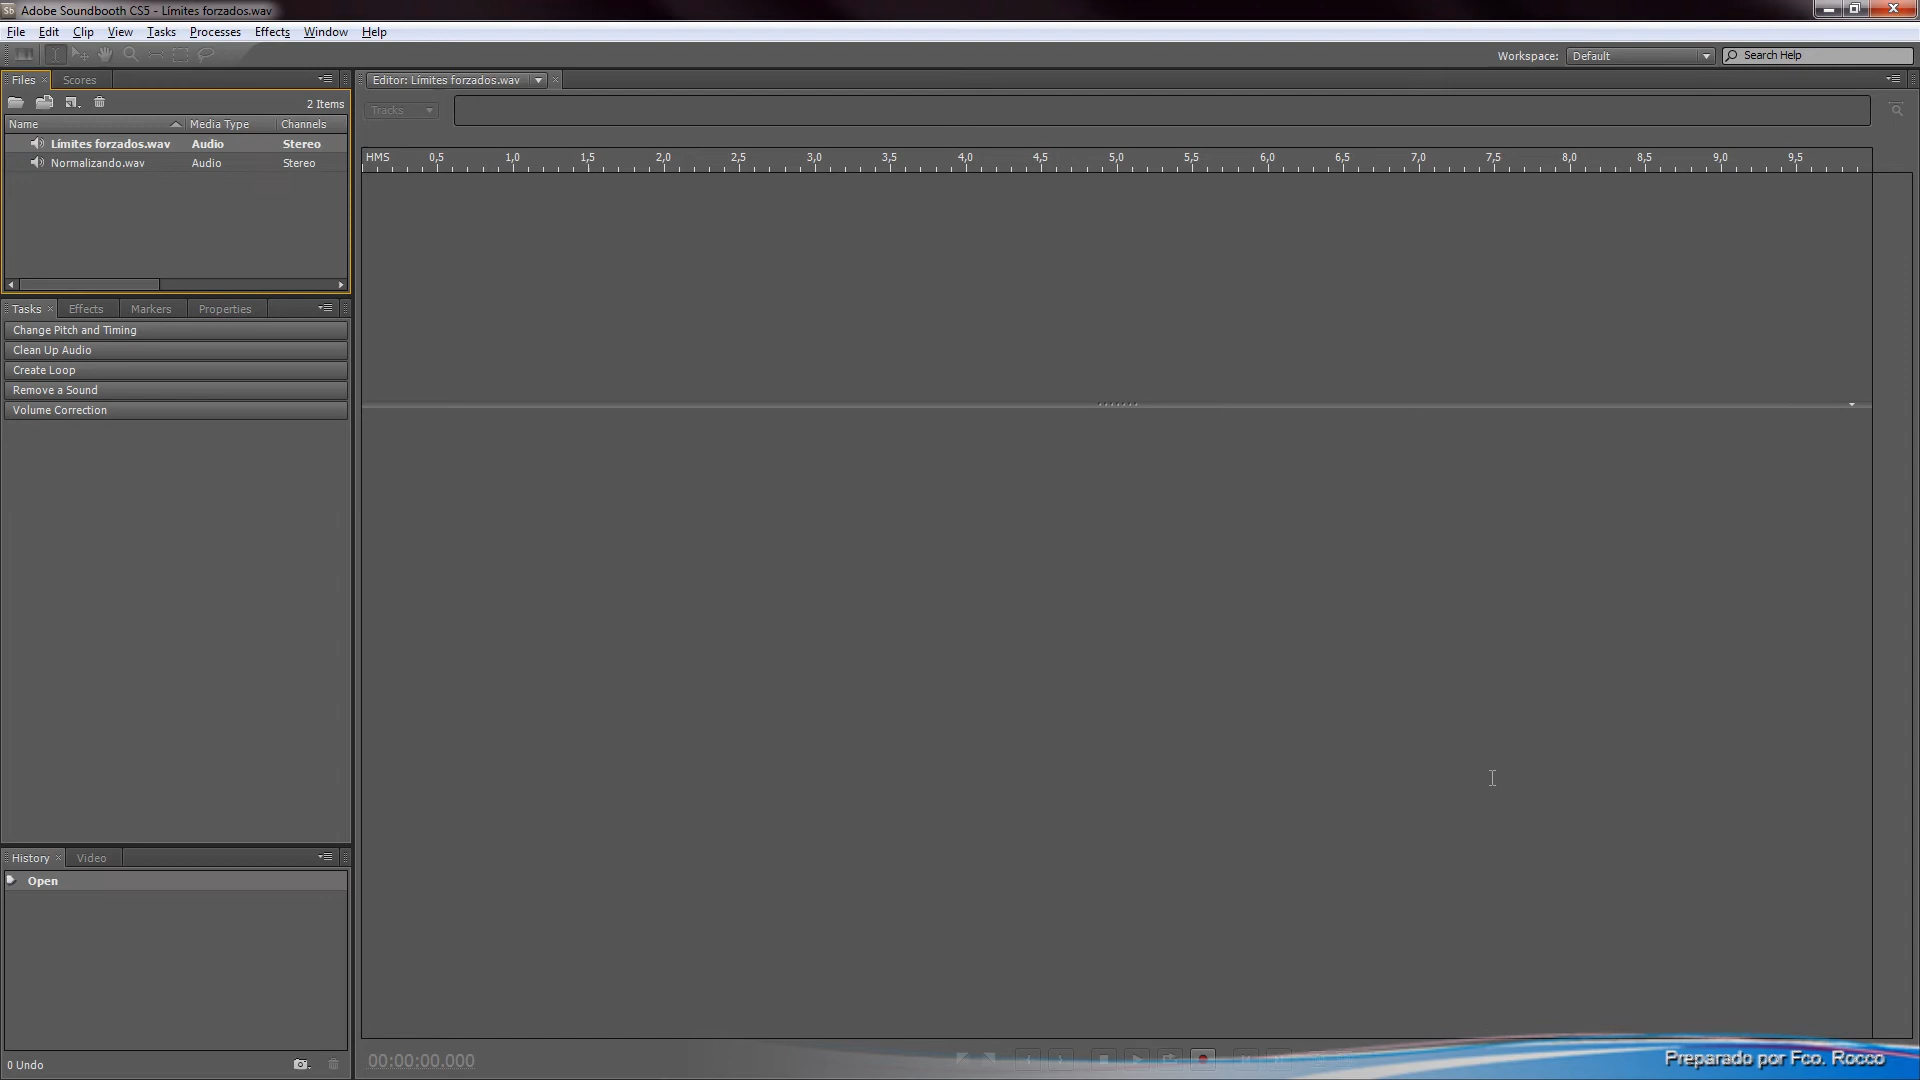 Sb Adobe Soundbooth CS5 - Límites forzados.wav
File Edit Clip View Tasks Processes Effects Window Help
Workspace: Default Search Help
Files Scores
2 Items
Name Media Type Channels
Límites forzados.wav Audio Stereo
Normalizando.wav Audio Stereo
Tasks Effects Markers Properties
Change Pitch and Timing
Clean Up Audio
Create Loop
Remove a Sound
Volume Correction
History Video
Open
0 Undo
Editor: Límites forzados.wav
Tracks
HMS 0,5 1,0 1,5 2,0 2,5 3,0 3,5 4,0 4,5 5,0 5,5 6,0 6,5 7,0 7,5 8,0 8,5 9,0 9,5
00:00:00.000
Preparado por Fco. Rocco